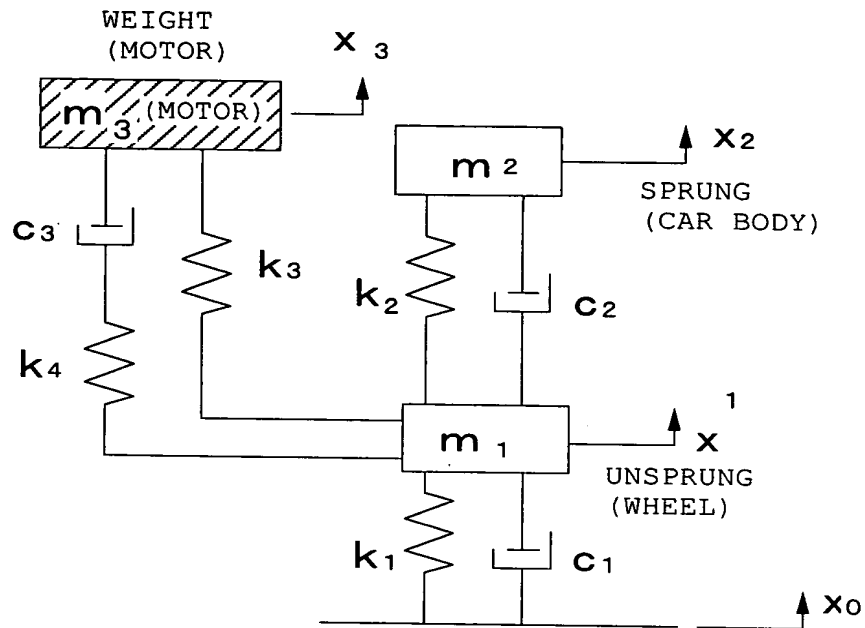 WEIGHT
(MOTOR)
x 3
m 3 (MOTOR)
x2
m 2
SPRUNG
(CAR BODY)
c3
k3
k2
c2
k4
1
m 1
x
UNSPRUNG
(WHEEL)
k1
c1
x0